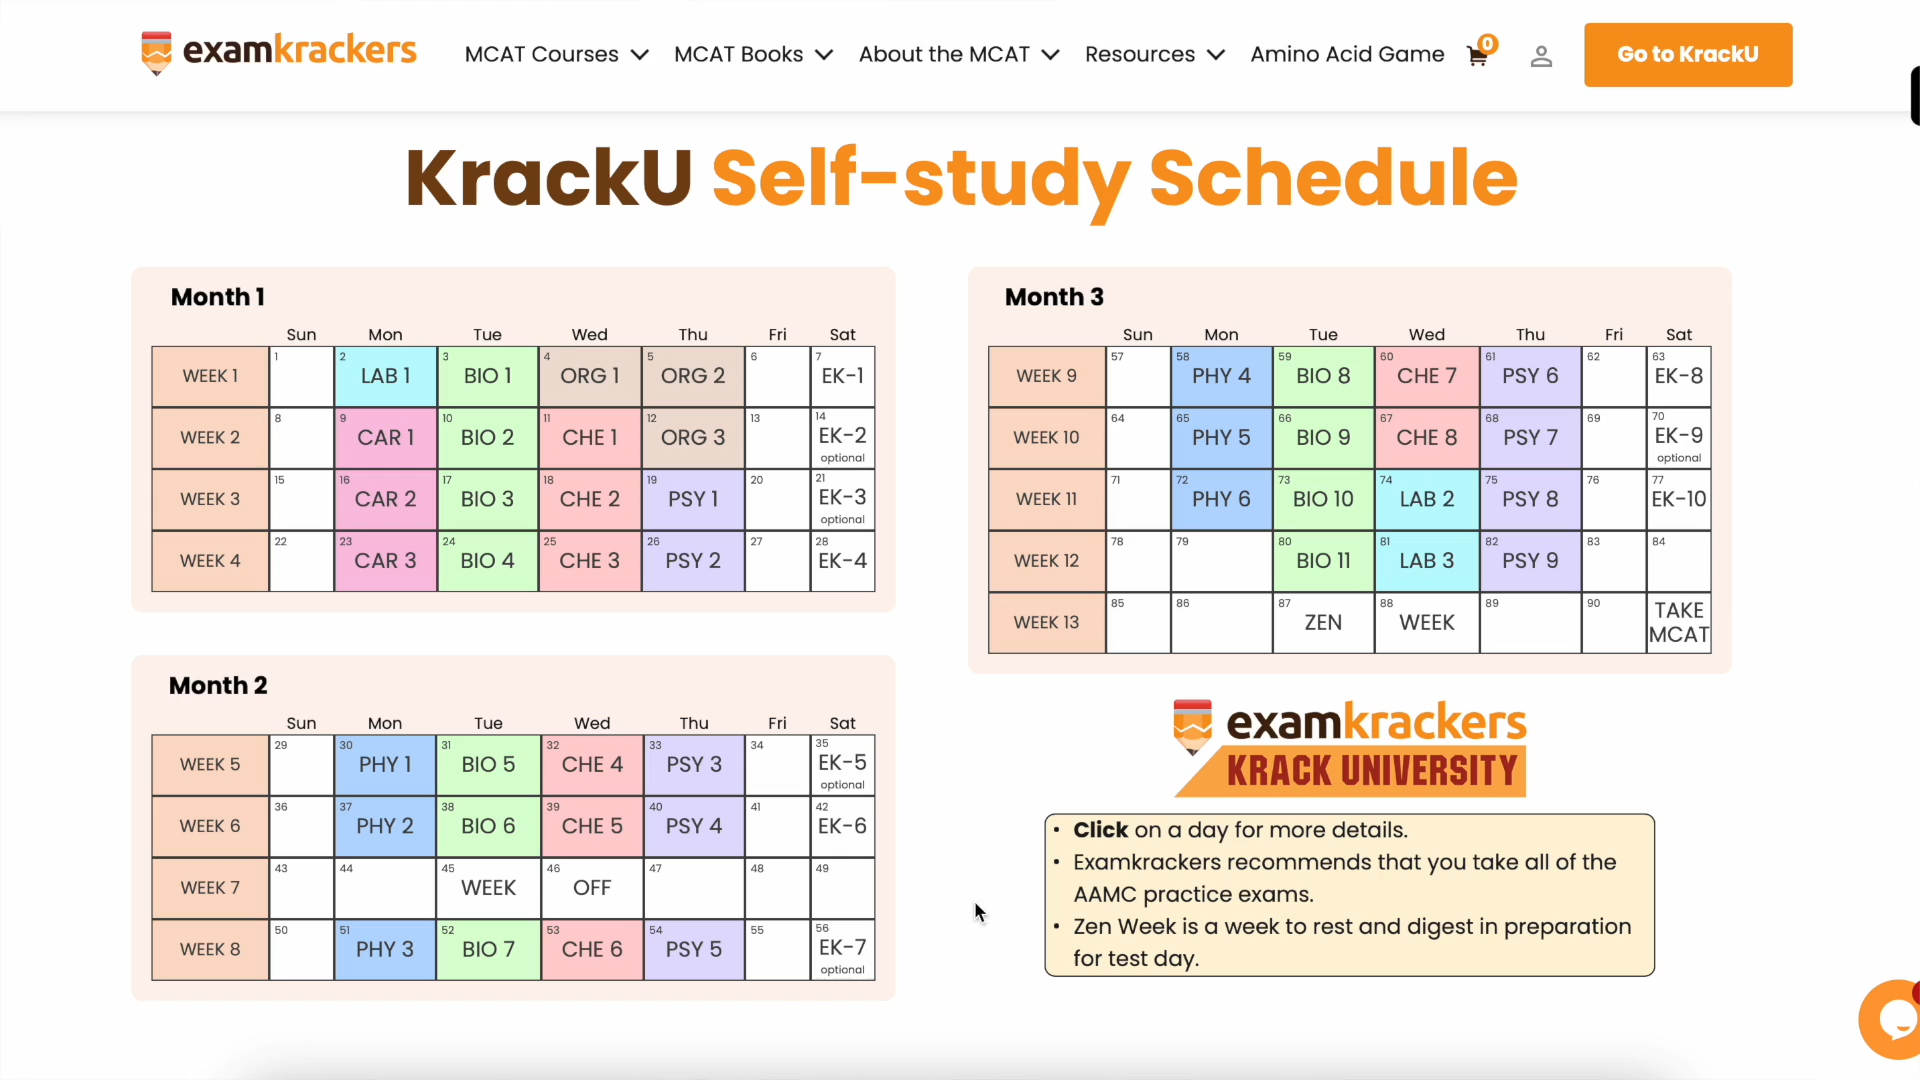 examkrackers
MCAT Courses MCAT Books About the MCAT Resources Amino Acid Game 0 Go to KrackU
KrackU Self-study Schedule
Month 1
Sun Mon Tue Wed Thu Fri Sat
WEEK 1 1 2 LAB 1 3 BIO 1 4 ORG 1 5 ORG 2 6 7 EK-1
WEEK 2 8 9 CAR 1 10 BIO 2 11 CHE 1 12 ORG 3 13 14 EK-2 optional
WEEK 3 15 16 CAR 2 17 BIO 3 18 CHE 2 19 PSY 1 20 21 EK-3 optional
WEEK 4 22 23 CAR 3 24 BIO 4 25 CHE 3 26 PSY 2 27 28 EK-4
Month 2
Sun Mon Tue Wed Thu Fri Sat
WEEK 5 29 30 PHY 1 31 BIO 5 32 CHE 4 33 PSY 3 34 35 EK-5 optional
WEEK 6 36 37 PHY 2 38 BIO 6 39 CHE 5 40 PSY 4 41 42 EK-6
WEEK 7 43 44 45 WEEK 46 OFF 47 48 49
WEEK 8 50 51 PHY 3 52 BIO 7 53 CHE 6 54 PSY 5 55 56 EK-7 optional
Month 3
Sun Mon Tue Wed Thu Fri Sat
WEEK 9 57 58 PHY 4 59 BIO 8 60 CHE 7 61 PSY 6 62 63 EK-8
WEEK 10 64 65 PHY 5 66 BIO 9 67 CHE 8 68 PSY 7 69 70 EK-9 optional
WEEK 11 71 72 PHY 6 73 BIO 10 74 LAB 2 75 PSY 8 76 77 EK-10
WEEK 12 78 79 80 BIO 11 81 LAB 3 82 PSY 9 83 84
WEEK 13 85 86 87 ZEN 88 WEEK 89 90 TAKE MCAT
examkrackers
KRACK UNIVERSITY
• Click on a day for more details.
• Examkrackers recommends that you take all of the
AAMC practice exams.
• Zen Week is a week to rest and digest in preparation
for test day.